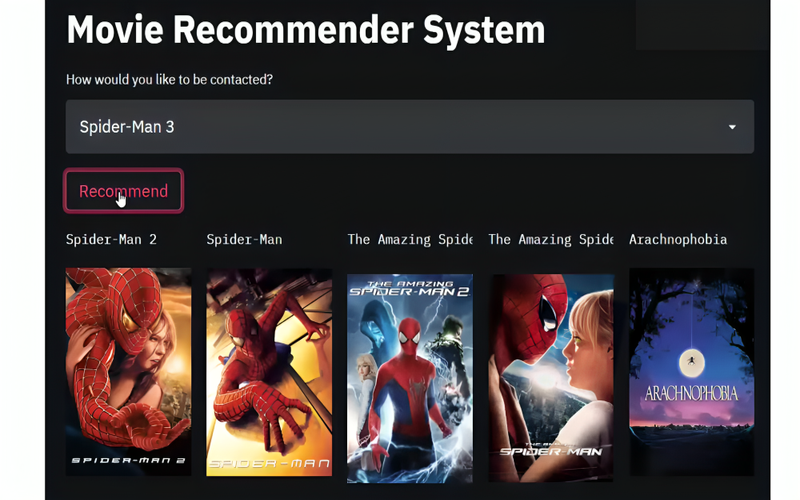 Movie Recommender System
How would you like to be contacted?
Spider-Man 3
Recommend
Spider-Man 2
Spider-Man
The Amazing Spide
The Amazing Spide
Arachnophobia
SPIDER-MAN 2
SPIDER-MAN
THE AMAZING
SPIDER-MAN 2
THE AMAZING
SPIDER-MAN
ARACHNOPHOBIA